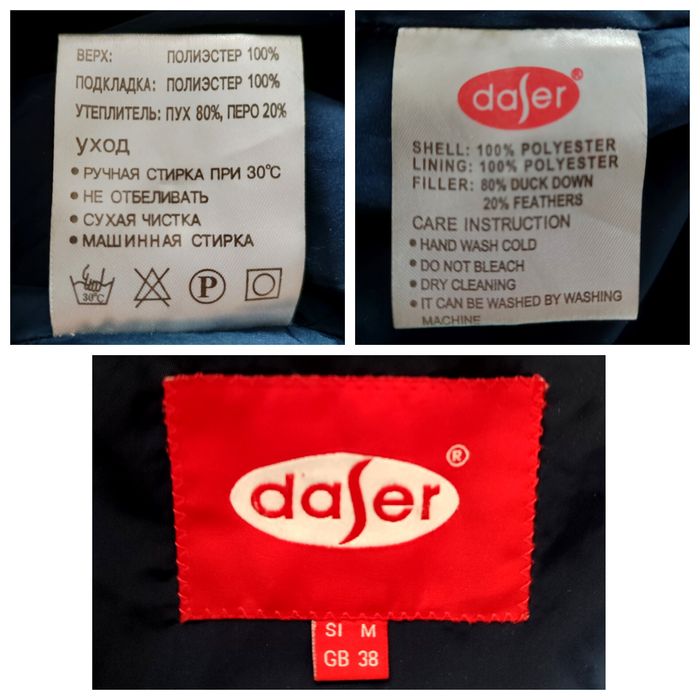 ВЕРХ: ПОЛИЭСТЕР 100%
ПОДКЛАДКА: ПОЛИЭСТЕР 100%
УТЕПЛИТЕЛЬ: ПУХ 80%, ПЕРО 20%
УХОД
• РУЧНАЯ СТИРКА ПРИ 30°C
• НЕ ОТБЕЛИВАТЬ
• СУХАЯ ЧИСТКА
• МАШИННАЯ СТИРКА
30°C
P
daser®
SHELL: 100% POLYESTER
LINING: 100% POLYESTER
FILLER: 80% DUCK DOWN
20% FEATHERS
CARE INSTRUCTION
• HAND WASH COLD
• DO NOT BLEACH
• DRY CLEANING
• IT CAN BE WASHED BY WASHING
MACHINE
daser®
SI M
GB 38